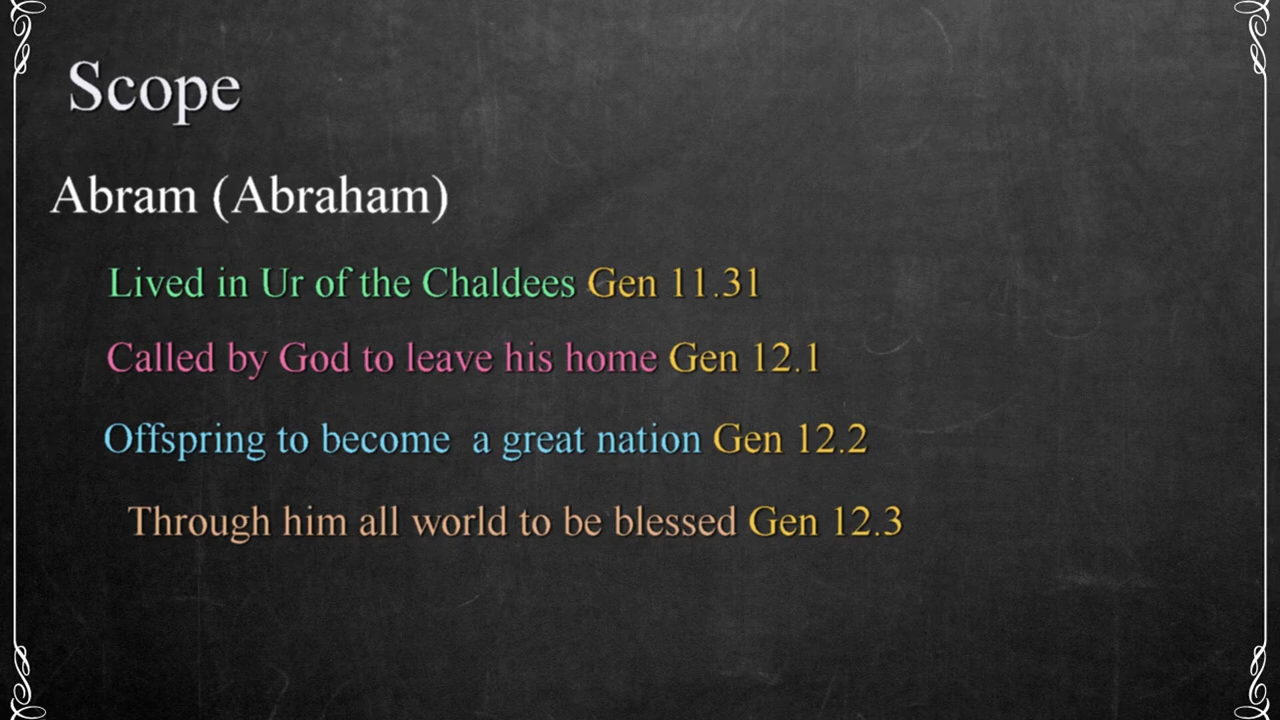 Scope
Abram (Abraham)
Lived in Ur of the Chaldees Gen 11.31
Called by God to leave his home Gen 12.1
Offspring to become  a great nation Gen 12.2
Through him all world to be blessed Gen 12.3